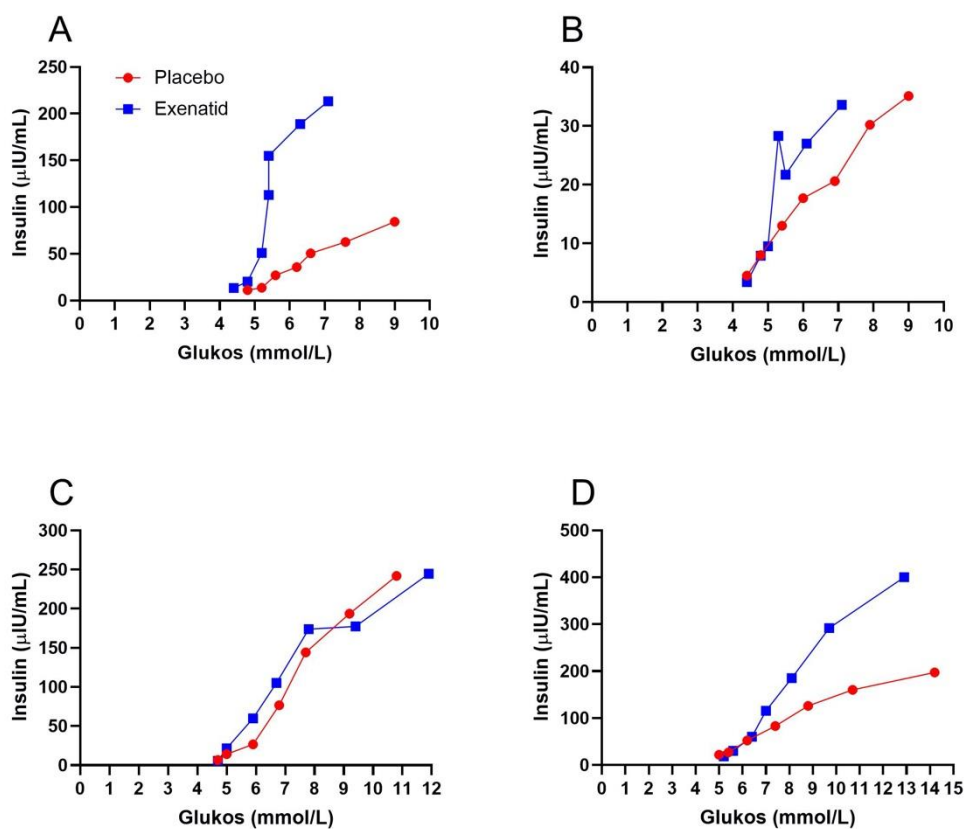 A
Insulin (μIU/mL)
250
200
150
100
50
0
Placebo
Exenatid
0 1 2 3 4 5 6 7 8 9 10
Glukos (mmol/L)
B
Insulin (μIU/mL)
40
30
20
10
0
0 1 2 3 4 5 6 7 8 9 10
Glukos (mmol/L)
C
Insulin (μIU/mL)
300
250
200
150
100
50
0
0 1 2 3 4 5 6 7 8 9 10 11 12
Glukos (mmol/L)
D
Insulin (μIU/mL)
500
400
300
200
100
0
0 1 2 3 4 5 6 7 8 9 10 11 12 13 14 15
Glukos (mmol/L)